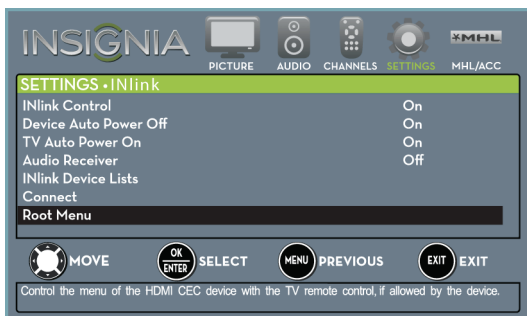 INSIGNIA
PICTURE AUDIO CHANNELS SETTINGS MHL MHL/ACC
SETTINGS •INlink
INlink Control On
Device Auto Power Off On
TV Auto Power On On
Audio Receiver Off
INlink Device Lists
Connect
Root Menu
MOVE OK ENTER SELECT MENU PREVIOUS EXIT EXIT
Control the menu of the HDMI CEC device with the TV remote control, if allowed by the device.